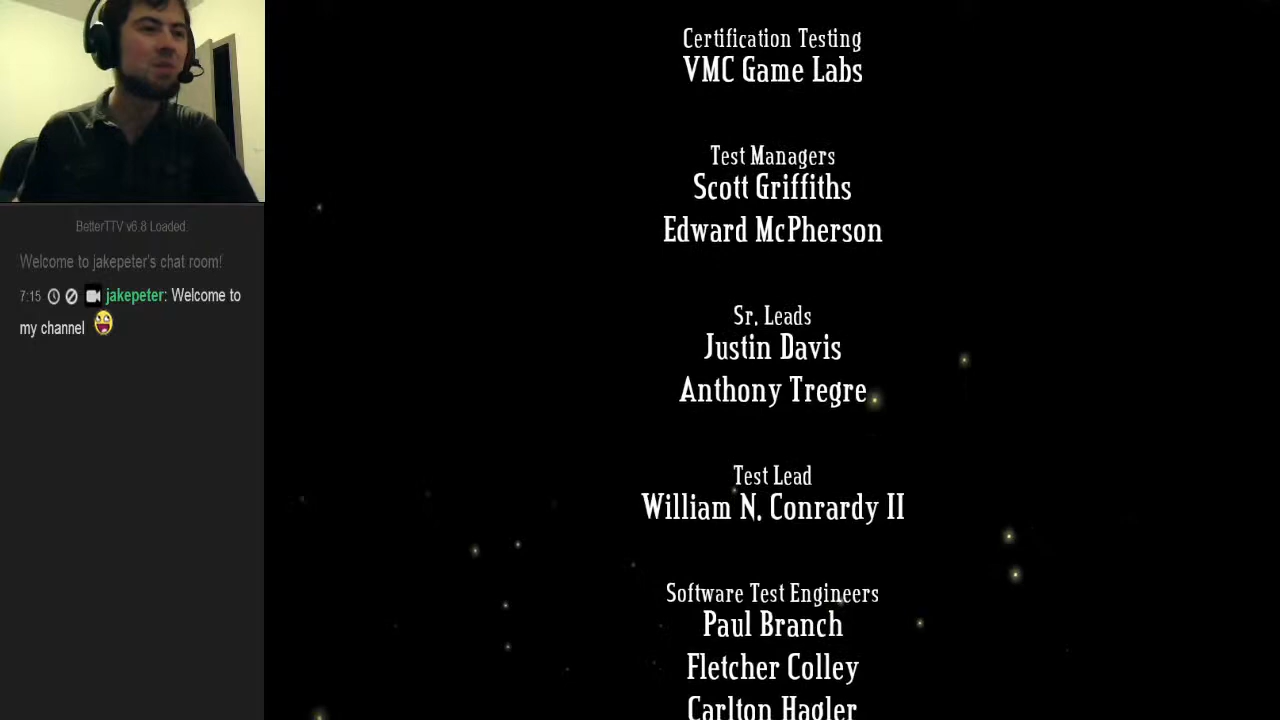 BetterTTV v6.8 Loaded.
Welcome to jakepeter's chat room!
7:15 jakepeter: Welcome to
my channel
Certification Testing
VMC Game Labs
Test Managers
Scott Griffiths
Edward McPherson
Sr. Leads
Justin Davis
Anthony Tregre
Test Lead
William N. Conrardy II
Software Test Engineers
Paul Branch
Fletcher Colley
Carlton Hagler